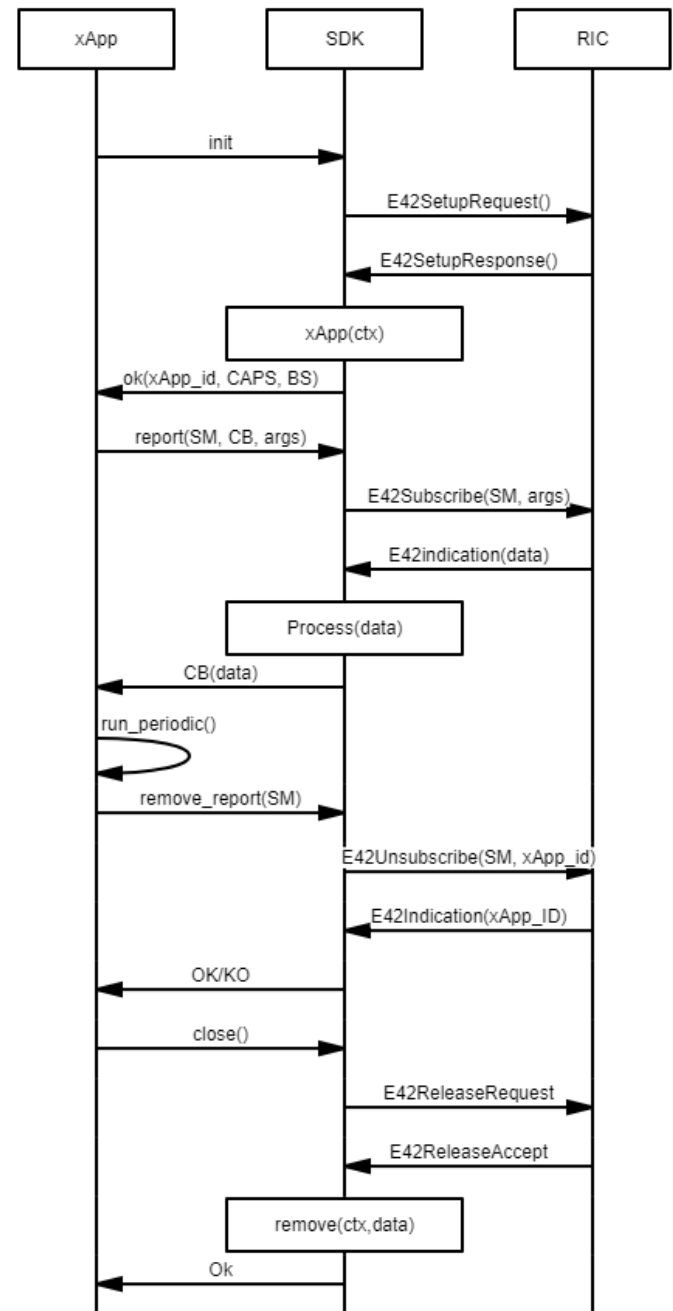 xApp
SDK
RIC
init
E42SetupRequest()
E42SetupResponse()
xApp(ctx)
ok(xApp_id, CAPS, BS)
report(SM, CB, args)
E42Subscribe(SM, args)
E42indication(data)
Process(data)
CB(data)
run_periodic()
remove_report(SM)
E42Unsubscribe(SM, xApp_id)
E42Indication(xApp_ID)
OK/KO
close()
E42ReleaseRequest
E42ReleaseAccept
remove(ctx,data)
Ok